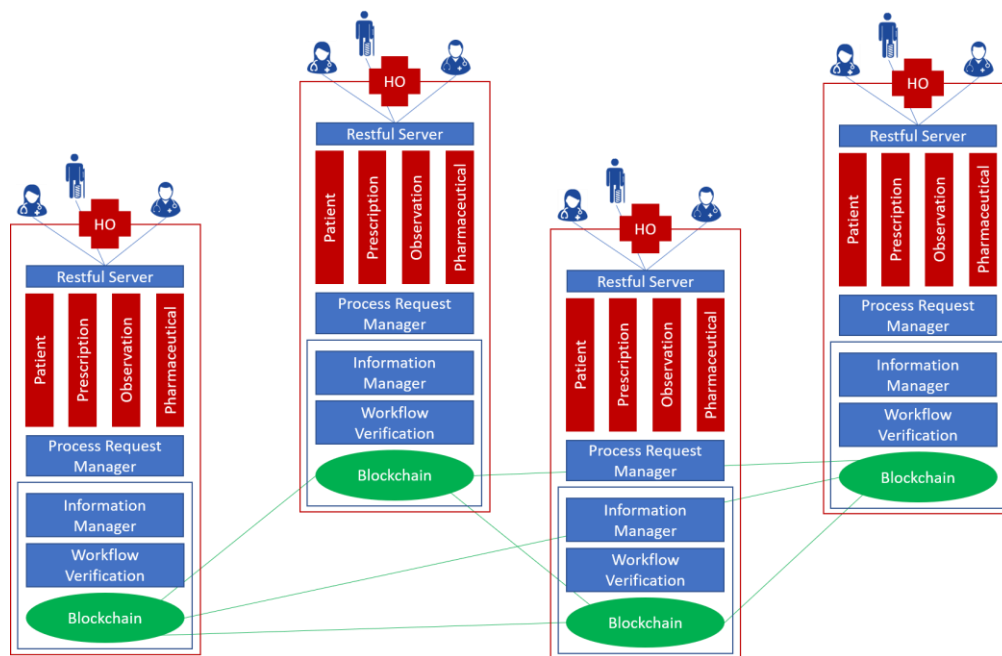 HO
Restful Server
Patient
Prescription
Observation
Pharmaceutical
Process Request
Manager
Information
Manager
Workflow
Verification
Blockchain
HO
Restful Server
Patient
Prescription
Observation
Pharmaceutical
Process Request
Manager
Information
Manager
Workflow
Verification
Blockchain
HO
Restful Server
Patient
Prescription
Observation
Pharmaceutical
Process Request
Manager
Information
Manager
Workflow
Verification
Blockchain
HO
Restful Server
Patient
Prescription
Observation
Pharmaceutical
Process Request
Manager
Information
Manager
Workflow
Verification
Blockchain